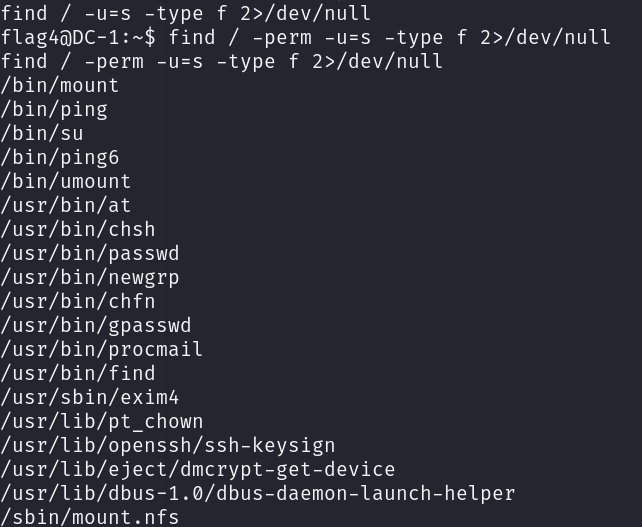 find / -u=s -type f 2>/dev/null
flag4@DC-1:~$ find / -perm -u=s -type f 2>/dev/null
find / -perm -u=s -type f 2>/dev/null
/bin/mount
/bin/ping
/bin/su
/bin/ping6
/bin/umount
/usr/bin/at
/usr/bin/chsh
/usr/bin/passwd
/usr/bin/newgrp
/usr/bin/chfn
/usr/bin/gpasswd
/usr/bin/procmail
/usr/bin/find
/usr/sbin/exim4
/usr/lib/pt_chown
/usr/lib/openssh/ssh-keysign
/usr/lib/eject/dmcrypt-get-device
/usr/lib/dbus-1.0/dbus-daemon-launch-helper
/sbin/mount.nfs